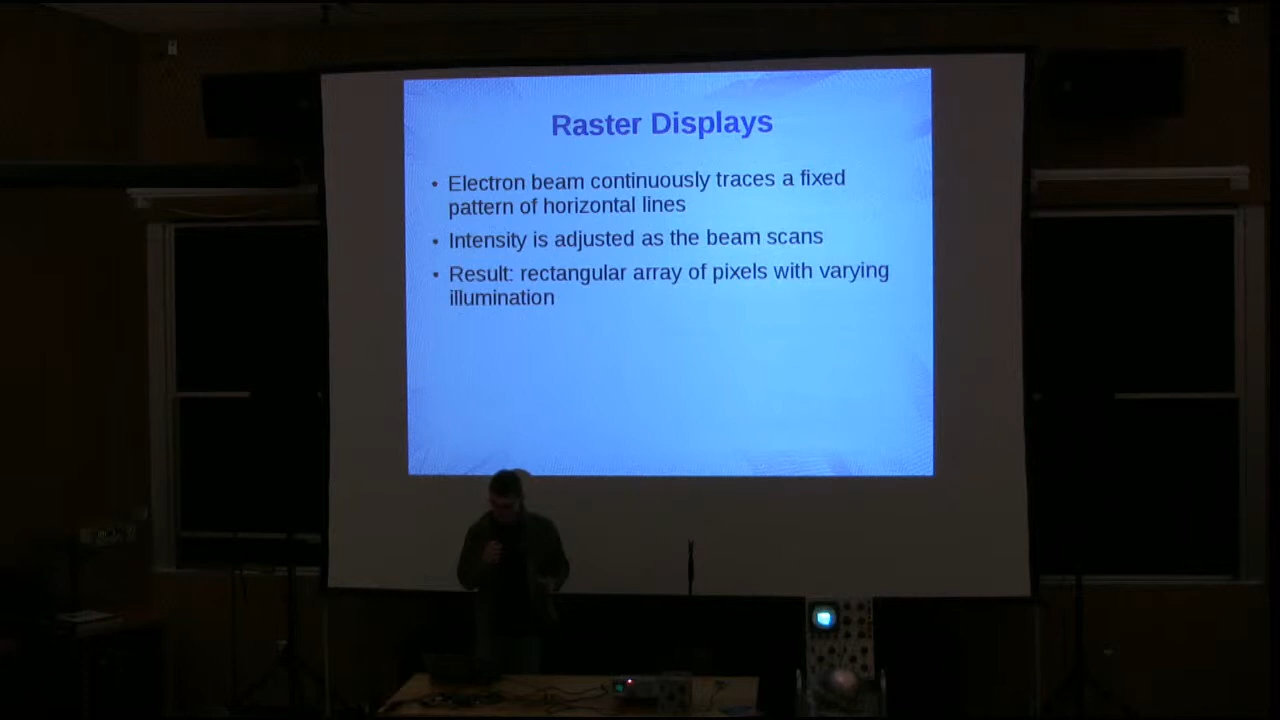 Raster Displays
• Electron beam continuously traces a fixed
pattern of horizontal lines
• Intensity is adjusted as the beam scans
• Result: rectangular array of pixels with varying
illumination